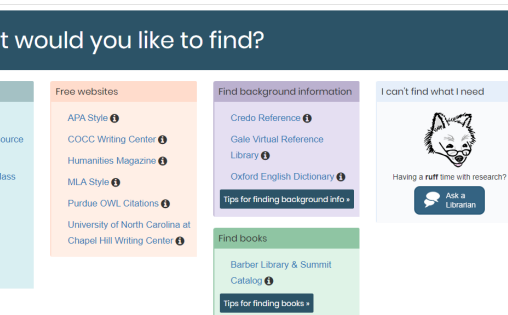 t would you like to find?
ource
lass
Free websites
APA Style
COCC Writing Center
Humanities Magazine
MLA Style
Purdue OWL Citations
University of North Carolina at
Chapel Hill Writing Center
Find background information
Credo Reference
Gale Virtual Reference
Library
Oxford English Dictionary
Tips for finding background info »
Find books
Barber Library & Summit
Catalog
Tips for finding books »
I can't find what I need
Having a ruff time with research?
Ask a
Librarian